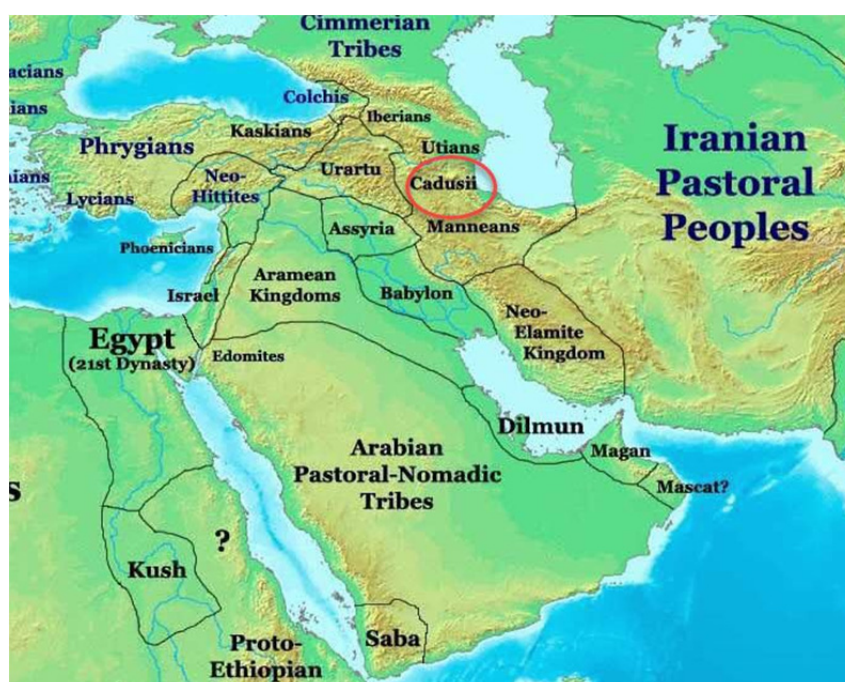 Cimmerian
Tribes
acians
ians
Colchis
Iberians
Kaskians
Phrygians
Utians
Iranian
Pastoral
Peoples
Urartu
Neo-
Hittites
nians
Cadusii
Lycians
Assyria
Manneans
Phoenicians
Aramean
Kingdoms
Israel
Babylon
Neo-
Elamite
Kingdom
Egypt
(21st Dynasty)
Edomites
Dilmun
Arabian
Pastoral-Nomadic
Tribes
Magan
Mascat?
s
?
Kush
Saba
Proto-
Ethiopian